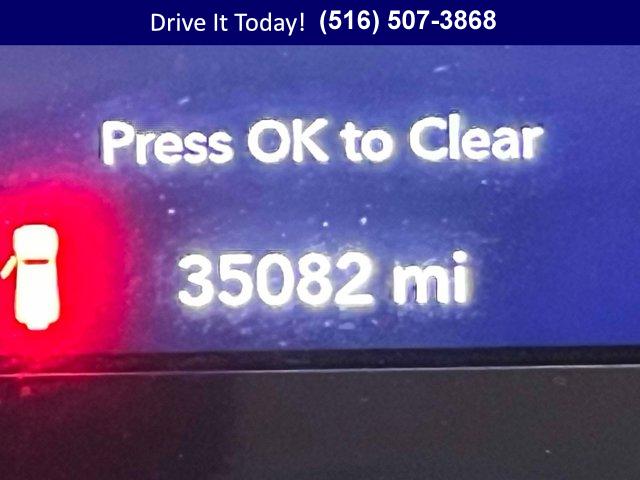 Drive It Today! (516) 507-3868
Press OK to Clear
35082 mi